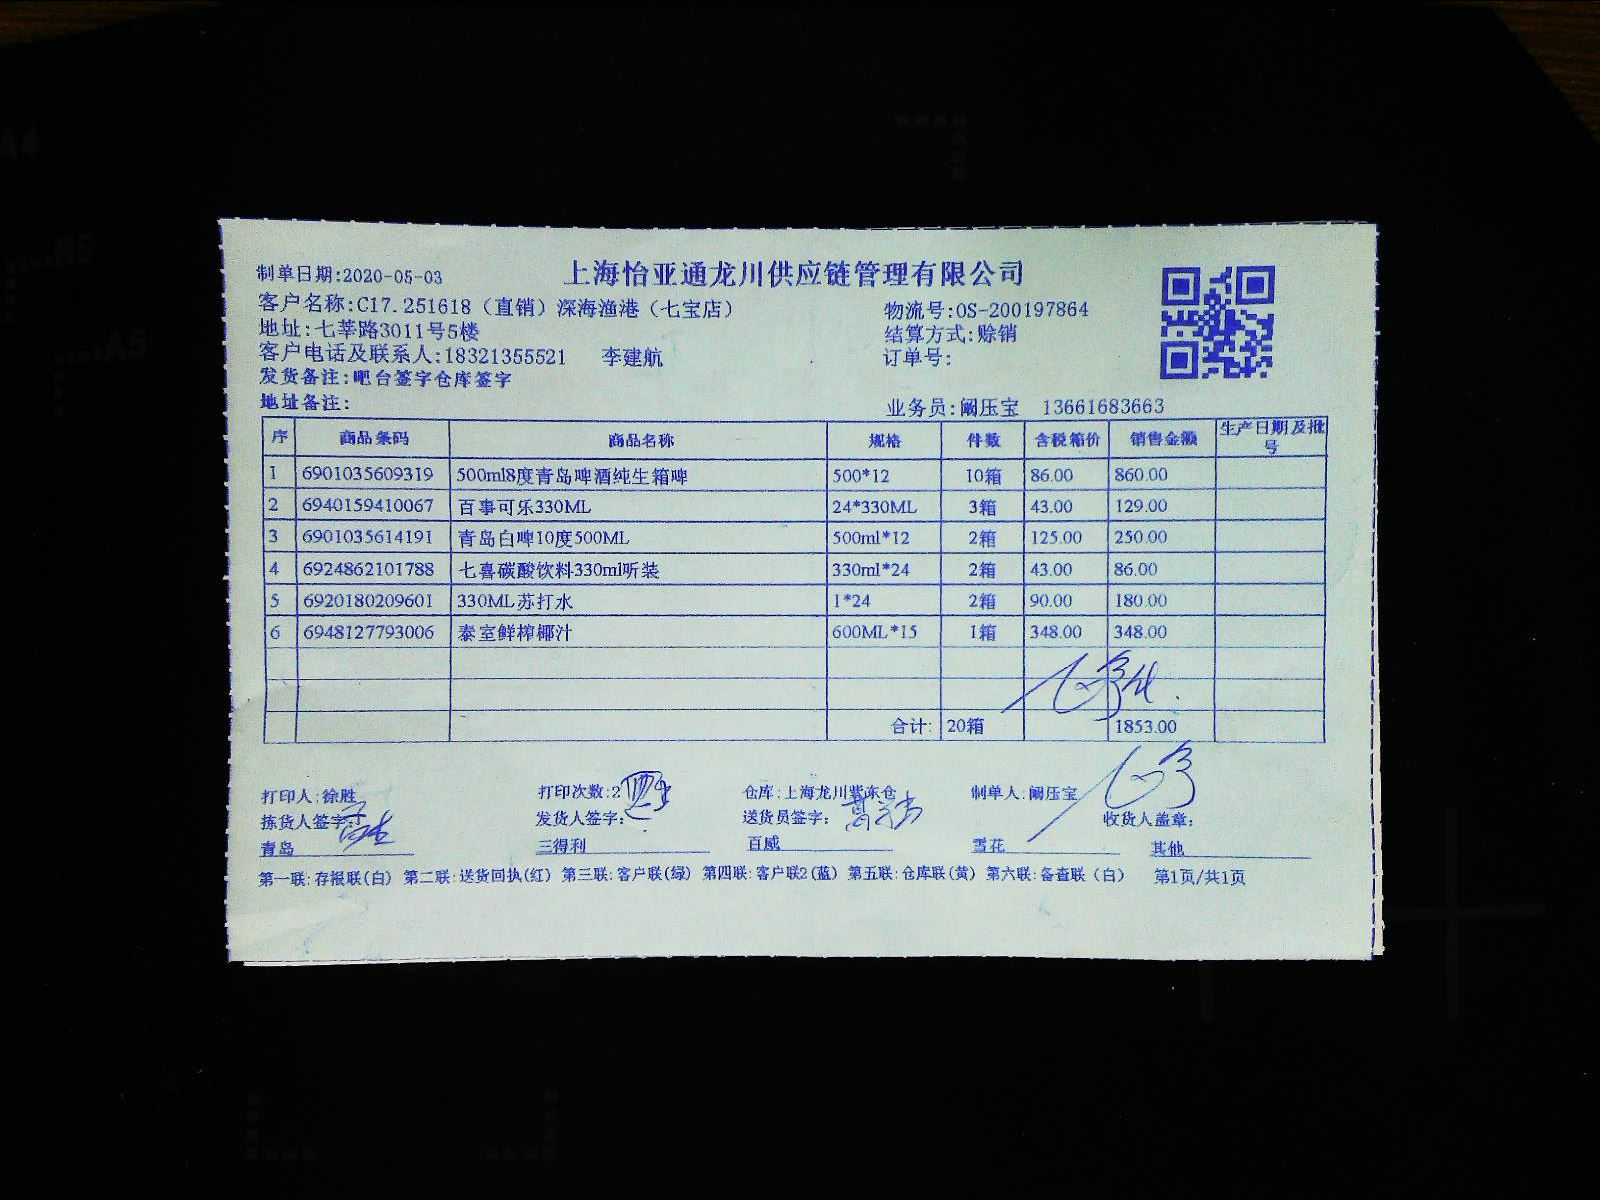 A4
B5
A5
制单日期:2020-05-03 上海怡亚通龙川供应链管理有限公司
客户名称:C17.251618（直销）深海渔港（七宝店） 物流号:OS-200197864
地址:七莘路3011号5楼 结算方式:赊销
客户电话及联系人:18321355521 李建航 订单号:
发货备注:吧台签字仓库签字
地址备注: 业务员:阚压宝 13661683663
序 商品条码 商品名称 规格 件数 含税箱价 销售金额 生产日期及批号
1 6901035609319 500ml8度青岛啤酒纯生箱啤 500*12 10箱 86.00 860.00
2 6940159410067 百事可乐330ML 24*330ML 3箱 43.00 129.00
3 6901035614191 青岛白啤10度500ML 500ml*12 2箱 125.00 250.00
4 6924862101788 七喜碳酸饮料330ml听装 330ml*24 2箱 43.00 86.00
5 6920180209601 330ML苏打水 1*24 2箱 90.00 180.00
6 6948127793006 泰室鲜榨椰汁 600ML*15 1箱 348.00 348.00
合计: 20箱 1853.00
打印人:徐胜 打印次数:2 仓库:上海龙川紫东仓 制单人:阚压宝
拣货人签字: 发货人签字: 送货员签字: 收货人盖章:
青岛 三得利 百威 雪花 其他
第一联:存根联(白) 第二联:送货回执(红) 第三联:客户联(绿) 第四联:客户联2(蓝) 第五联:仓库联(黄) 第六联:备查联（白） 第1页/共1页